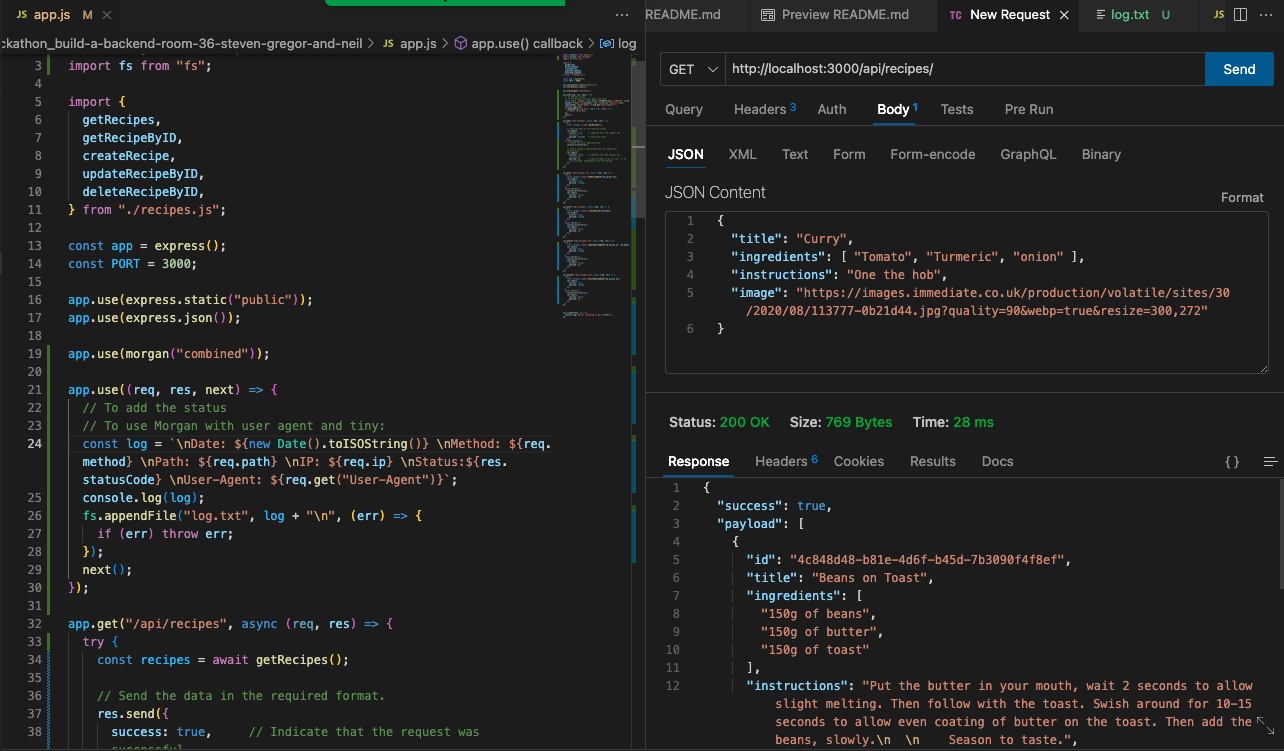 JS app.js M ×
ckathon_build-a-backend-room-36-steven-gregor-and-neil > JS app.js > app.use() callback > log
3 import fs from "fs";
4
5 import {
6 getRecipes,
7 getRecipeByID,
8 createRecipe,
9 updateRecipeByID,
10 deleteRecipeByID,
11 } from "./recipes.js";
12
13 const app = express();
14 const PORT = 3000;
15
16 app.use(express.static("public"));
17 app.use(express.json());
18
19 app.use(morgan("combined"));
20
21 app.use((req, res, next) => {
22 // To add the status
23 // To use Morgan with user agent and tiny:
24 const log = `\nDate: ${new Date().toISOString()} \nMethod: ${req.
method} \nPath: ${req.path} \nIP: ${req.ip} \nStatus:${res.
statusCode} \nUser-Agent: ${req.get("User-Agent")}`;
25 console.log(log);
26 fs.appendFile("log.txt", log + "\n", (err) => {
27 if (err) throw err;
28 });
29 next();
30 });
31
32 app.get("/api/recipes", async (req, res) => {
33 try {
34 const recipes = await getRecipes();
35
36 // Send the data in the required format.
37 res.send({
38 success: true, // Indicate that the request was
successful
README.md Preview README.md TC New Request × log.txt U JS ···
GET http://localhost:3000/api/recipes/ Send
Query Headers 3 Auth Body 1 Tests Pre Run
JSON XML Text Form Form-encode GraphQL Binary
JSON Content
Format
1 {
2 "title": "Curry",
3 "ingredients": [ "Tomato", "Turmeric", "onion" ],
4 "instructions": "One the hob",
5 "image": "https://images.immediate.co.uk/production/volatile/sites/30
/2020/08/113777-0b21d44.jpg?quality=90&webp=true&resize=300,272"
6 }
Status: 200 OK Size: 769 Bytes Time: 28 ms
Response Headers 6 Cookies Results Docs { }
1 {
2 "success": true,
3 "payload": [
4 {
5 "id": "4c848d48-b81e-4d6f-b45d-7b3090f4f8ef",
6 "title": "Beans on Toast",
7 "ingredients": [
8 "150g of beans",
9 "150g of butter",
10 "150g of toast"
11 ],
12 "instructions": "Put the butter in your mouth, wait 2 seconds to allow
slight melting. Then follow with the toast. Swish around for 10-15
seconds to allow even coating of butter on the toast. Then add the
beans, slowly.\n \n Season to taste.",